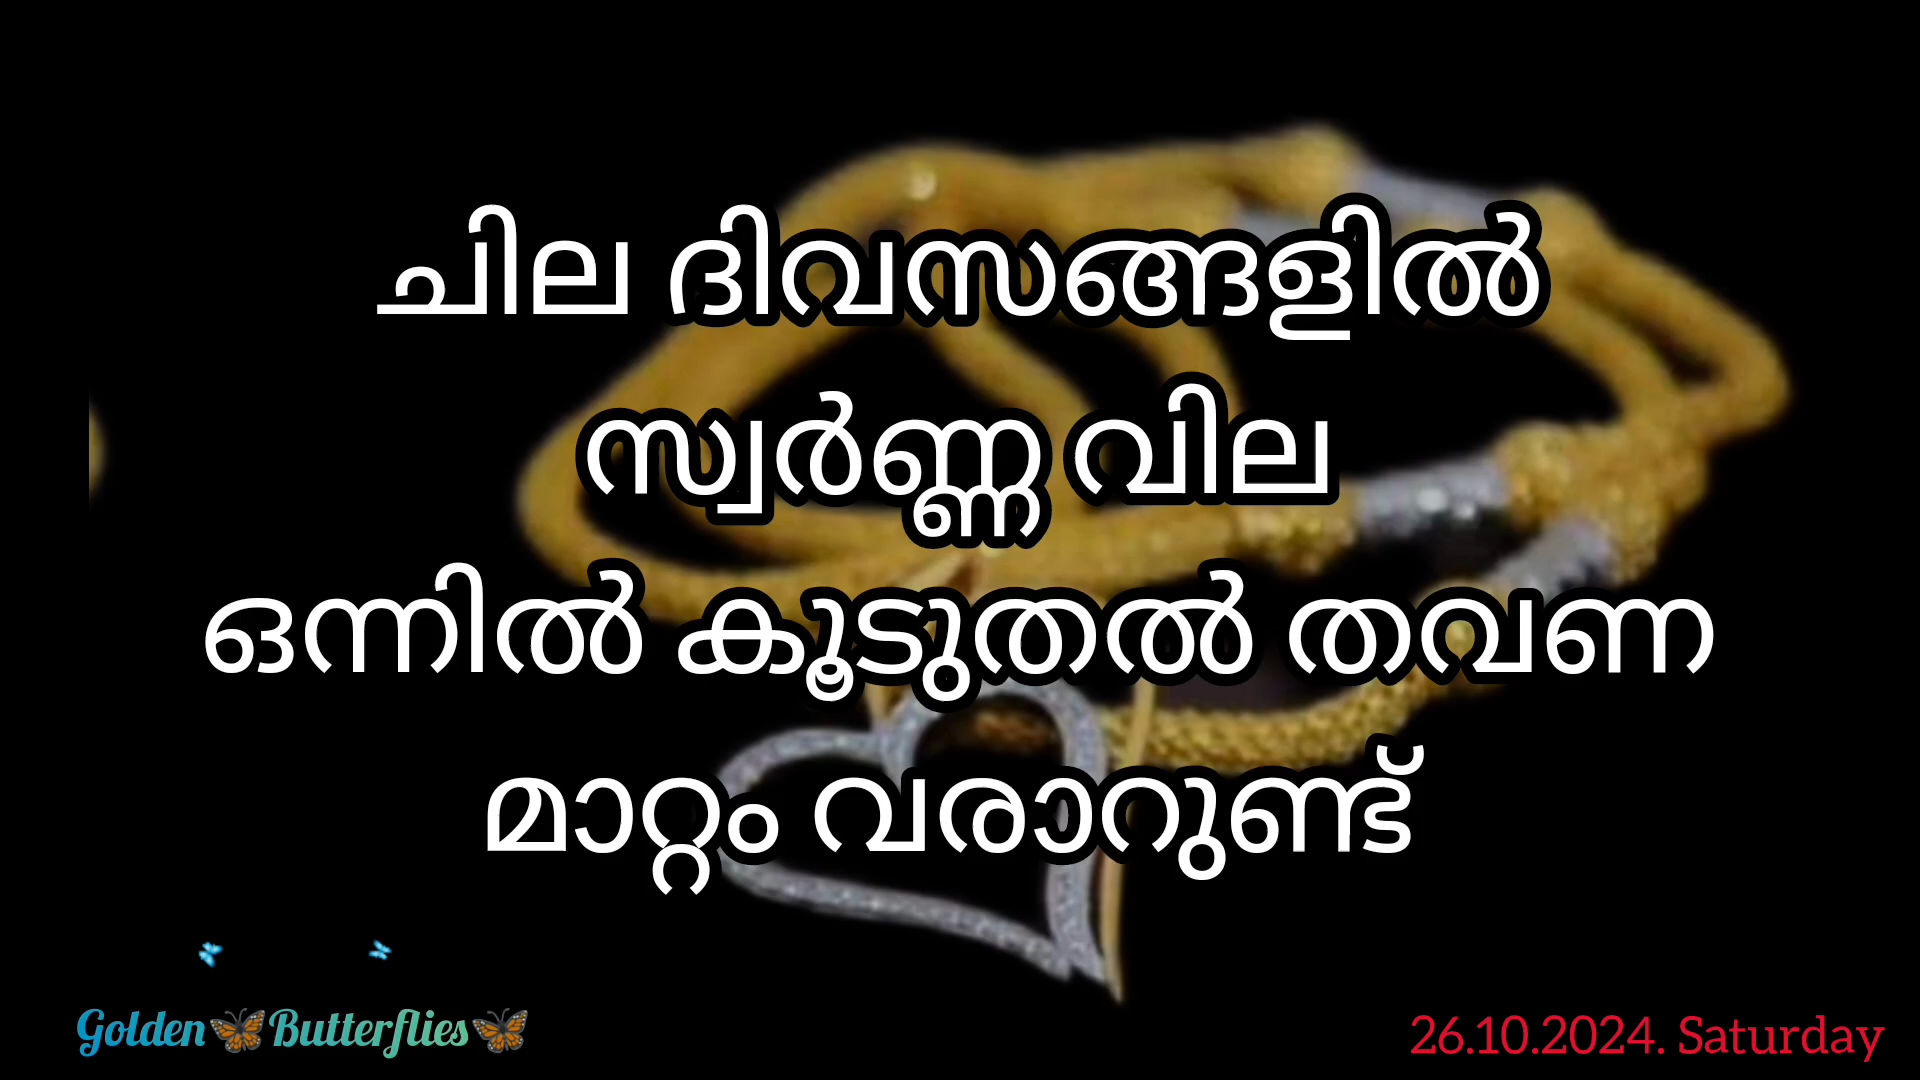 ചില ദിവസങ്ങളിൽ
സ്വർണ്ണ വില
ഒന്നിൽ കൂടുതൽ തവണ
മാറ്റം വരാറുണ്ട്
Golden🦋Butterflies🦋
26.10.2024. Saturday